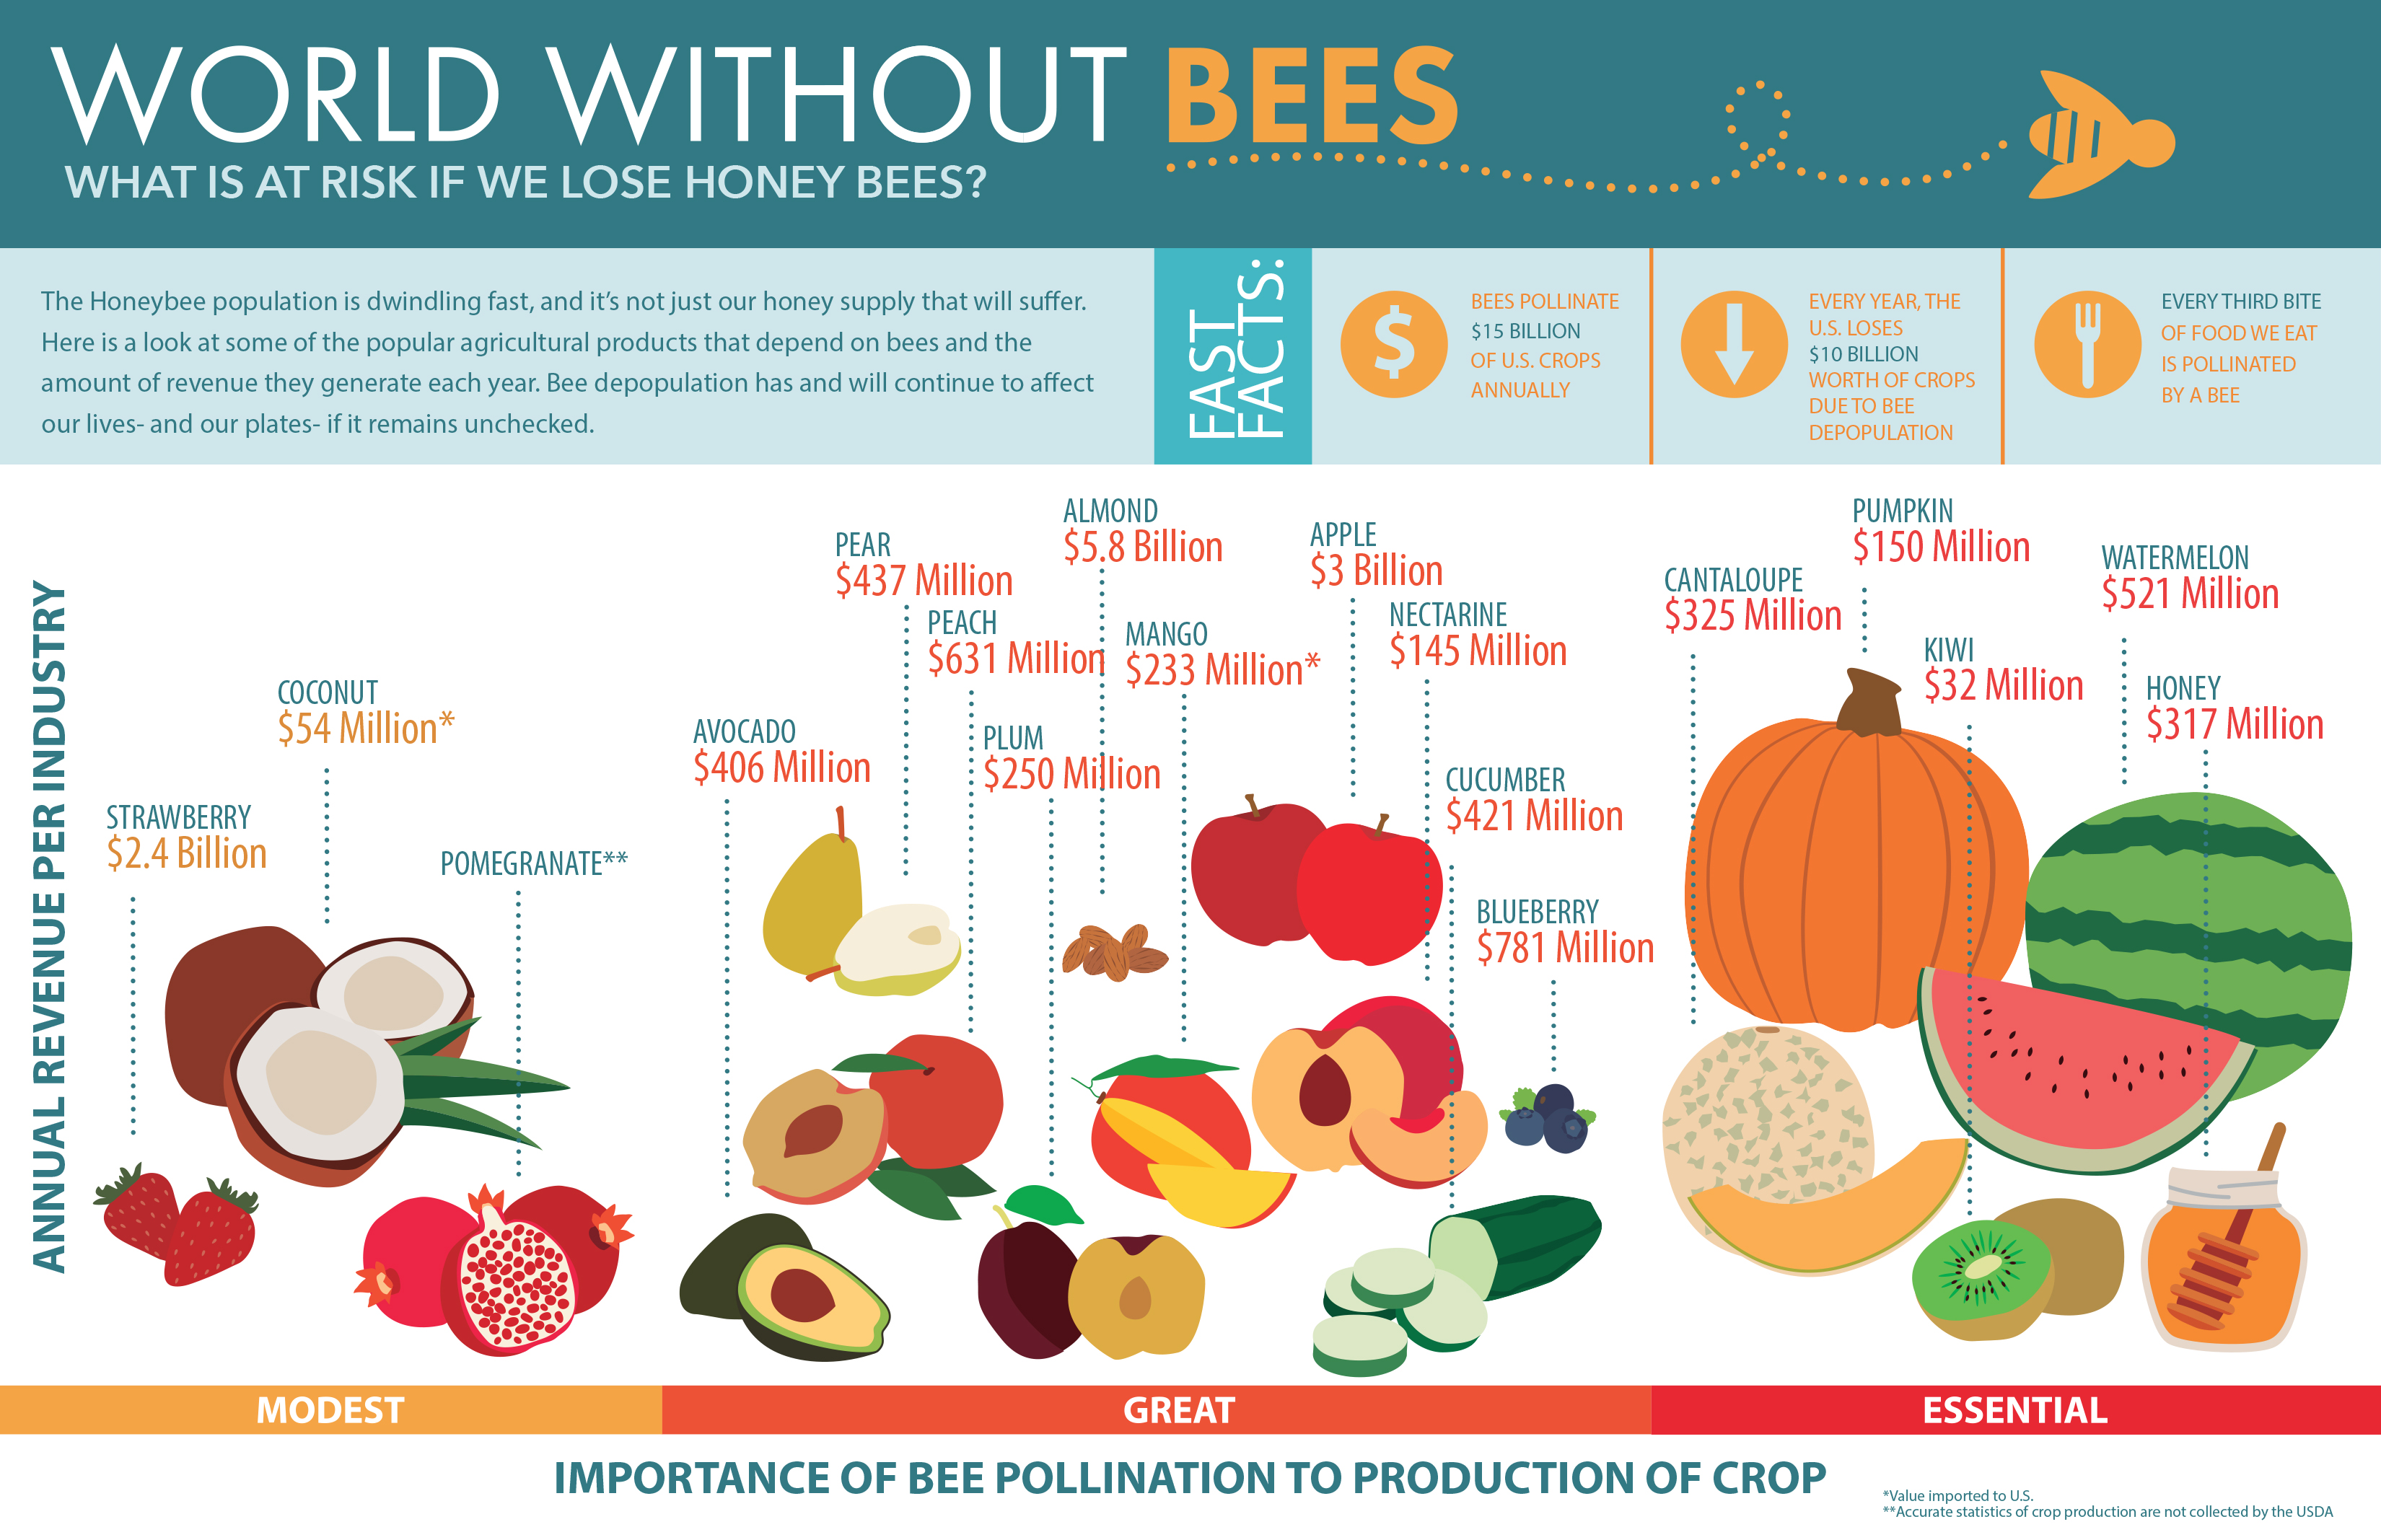 WORLD WITHOUT BEES
WHAT IS AT RISK IF WE LOSE HONEY BEES?
The Honeybee population is dwindling fast, and it's not just our honey supply that will suffer.
Here is a look at some of the popular agricultural products that depend on bees and the
amount of revenue they generate each year. Bee depopulation has and will continue to affect
our lives- and our plates- if it remains unchecked.
FAST
FACTS:
$
BEES POLLINATE
$15 BILLION
OF U.S. CROPS
ANNUALLY
EVERY YEAR, THE
U.S. LOSES
$10 BILLION
WORTH OF CROPS
DUE TO BEE
DEPOPULATION
EVERY THIRD BITE
OF FOOD WE EAT
IS POLLINATED
BY A BEE
ANNUAL REVENUE PER INDUSTRY
STRAWBERRY
$2.4 Billion
COCONUT
$54 Million*
POMEGRANATE**
AVOCADO
$406 Million
PEAR
$437 Million
PEACH
$631 Million
PLUM
$250 Million
ALMOND
$5.8 Billion
MANGO
$233 Million*
APPLE
$3 Billion
NECTARINE
$145 Million
CUCUMBER
$421 Million
BLUEBERRY
$781 Million
CANTALOUPE
$325 Million
PUMPKIN
$150 Million
KIWI
$32 Million
WATERMELON
$521 Million
HONEY
$317 Million
MODEST
GREAT
ESSENTIAL
IMPORTANCE OF BEE POLLINATION TO PRODUCTION OF CROP
*Value imported to U.S.
**Accurate statistics of crop production are not collected by the USDA